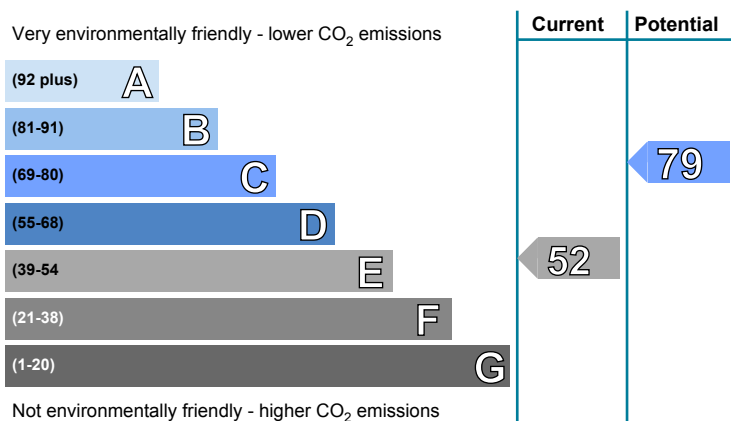 Very environmentally friendly - lower CO2 emissions
Current
Potential
(92 plus) A
(81-91) B
(69-80) C
79
(55-68) D
(39-54 E
52
(21-38) F
(1-20) G
Not environmentally friendly - higher CO2 emissions